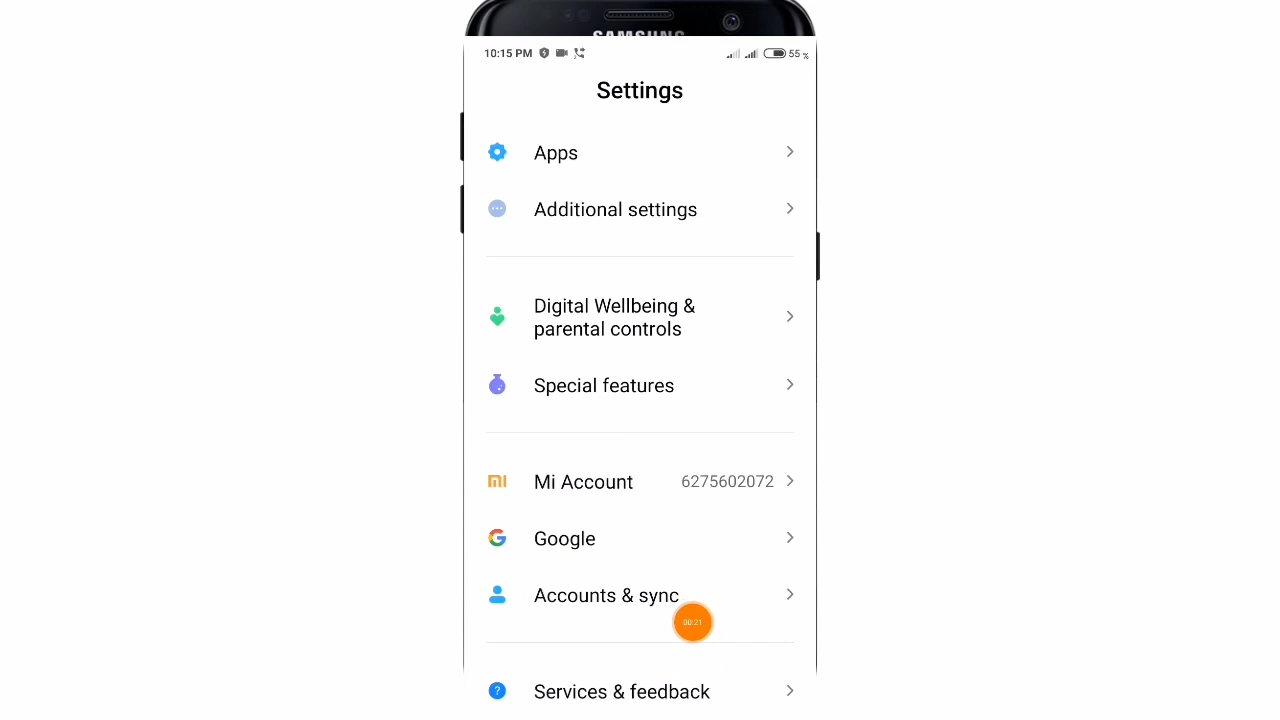 SAMSUNG
10:15 PM 55 %
Settings
Apps
Additional settings
Digital Wellbeing &
parental controls
Special features
Mi Account 6275602072
Google
Accounts & sync
00:21
Services & feedback